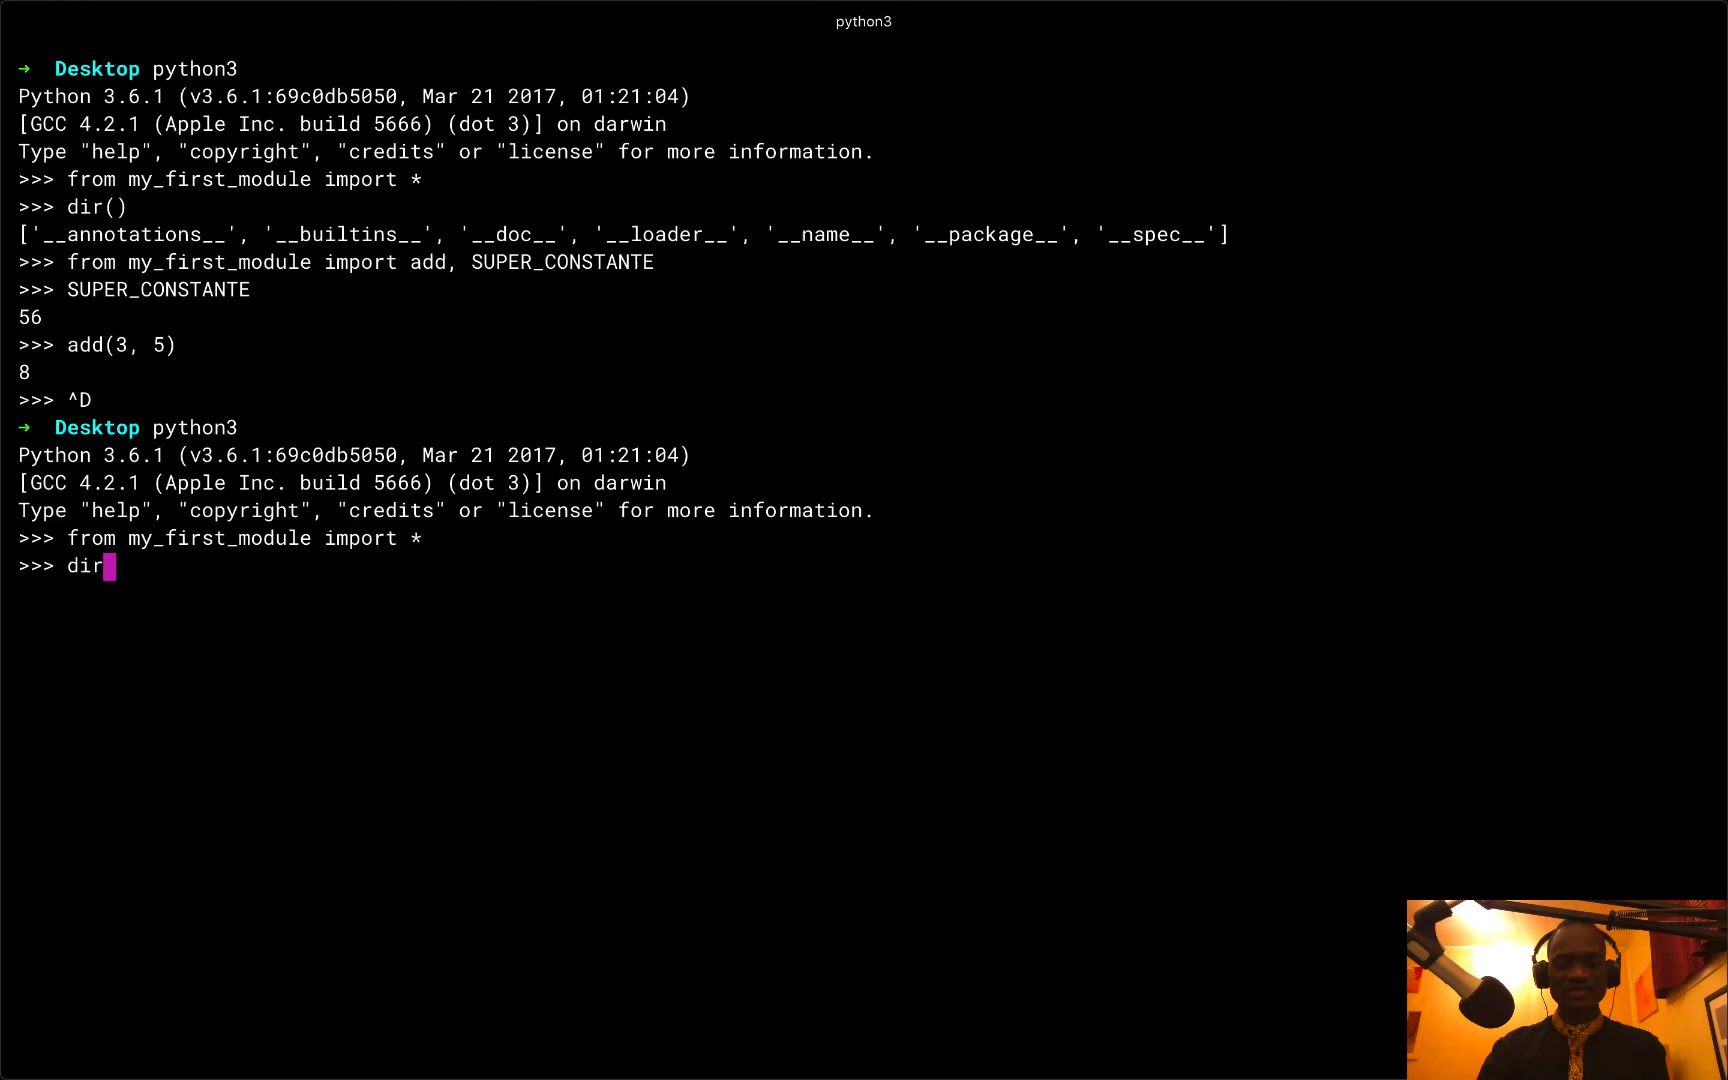 python3
→ Desktop python3
Python 3.6.1 (v3.6.1:69c0db5050, Mar 21 2017, 01:21:04)
[GCC 4.2.1 (Apple Inc. build 5666) (dot 3)] on darwin
Type "help", "copyright", "credits" or "license" for more information.
>>> from my_first_module import *
>>> dir()
['__annotations__', '__builtins__', '__doc__', '__loader__', '__name__', '__package__', '__spec__']
>>> from my_first_module import add, SUPER_CONSTANTE
>>> SUPER_CONSTANTE
56
>>> add(3, 5)
8
>>> ^D
→ Desktop python3
Python 3.6.1 (v3.6.1:69c0db5050, Mar 21 2017, 01:21:04)
[GCC 4.2.1 (Apple Inc. build 5666) (dot 3)] on darwin
Type "help", "copyright", "credits" or "license" for more information.
>>> from my_first_module import *
>>> dir